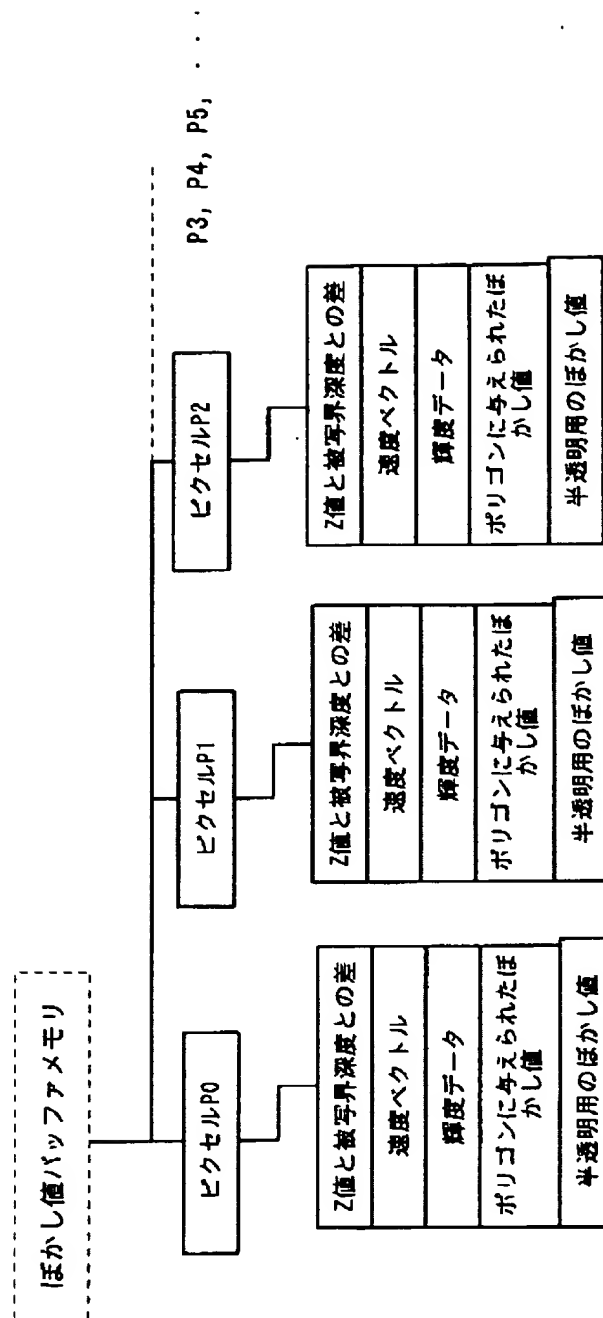 ぼかし値バッファメモリ
ピクセルP0
Z値と被写界深度との差
速度ベクトル
輝度データ
ポリゴンに与えられたぼ
かし値
半透明用のぼかし値
ピクセルP1
Z値と被写界深度との差
速度ベクトル
輝度データ
ポリゴンに与えられたぼ
かし値
半透明用のぼかし値
ピクセルP2
Z値と被写界深度との差
速度ベクトル
輝度データ
ポリゴンに与えられたぼ
かし値
半透明用のぼかし値
P3, P4, P5, ・・・